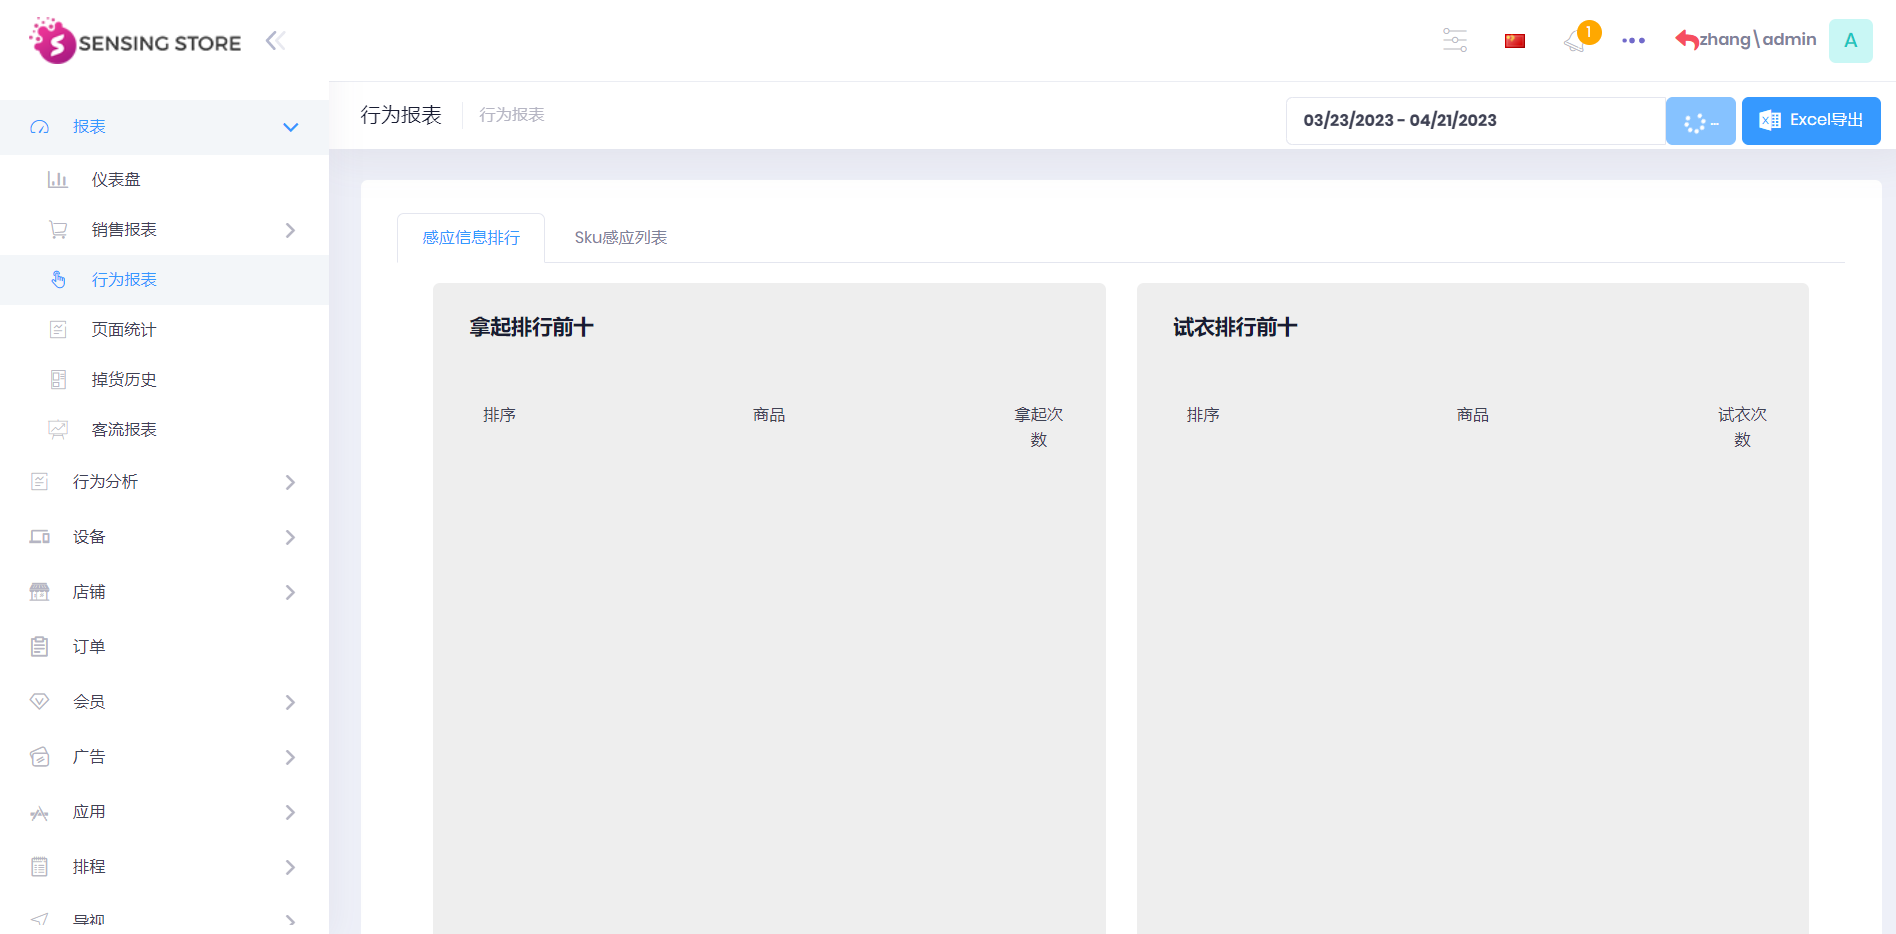 SENSING STORE
1
zhang\admin
A
报表
仪表盘
销售报表
行为报表
页面统计
掉货历史
客流报表
行为分析
设备
店铺
订单
会员
广告
应用
排程
导视
行为报表
行为报表
03/23/2023 - 04/21/2023
...
Excel导出
感应信息排行
Sku感应列表
拿起排行前十
排序
商品
拿起次
数
试衣排行前十
排序
商品
试衣次
数